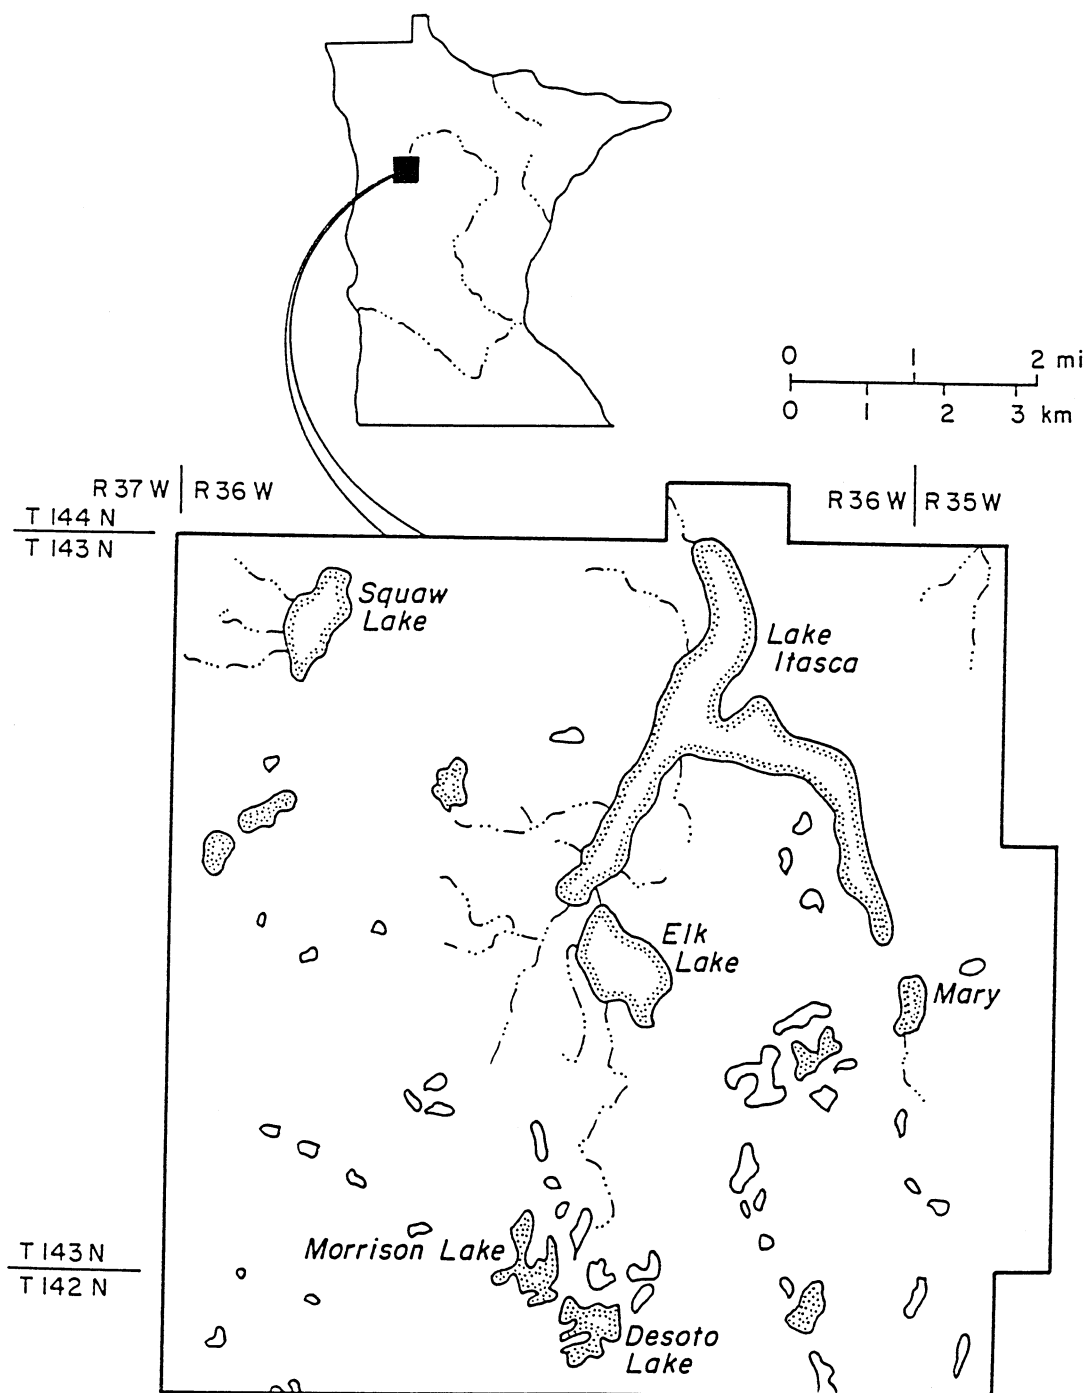 0 1 2 mi
0 1 2 3 km
R 37 W R 36 W
R 36 W R 35 W
T 144 N
T 143 N
Squaw
Lake
Lake
Itasca
Elk
Lake
Mary
Morrison Lake
T 143 N
T 142 N
Desoto
Lake